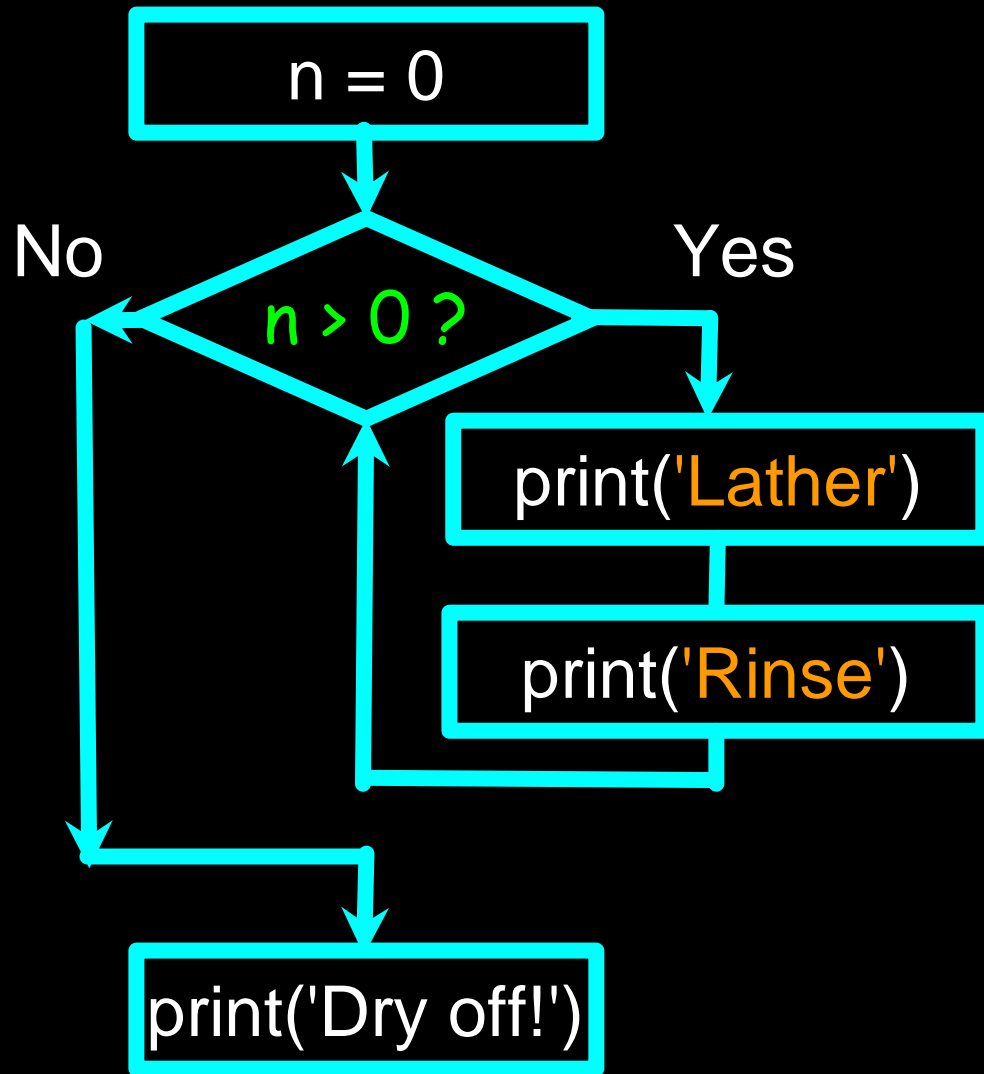 n = 0
No
Yes
n > 0 ?
print('Lather')
print('Rinse')
print('Dry off!')